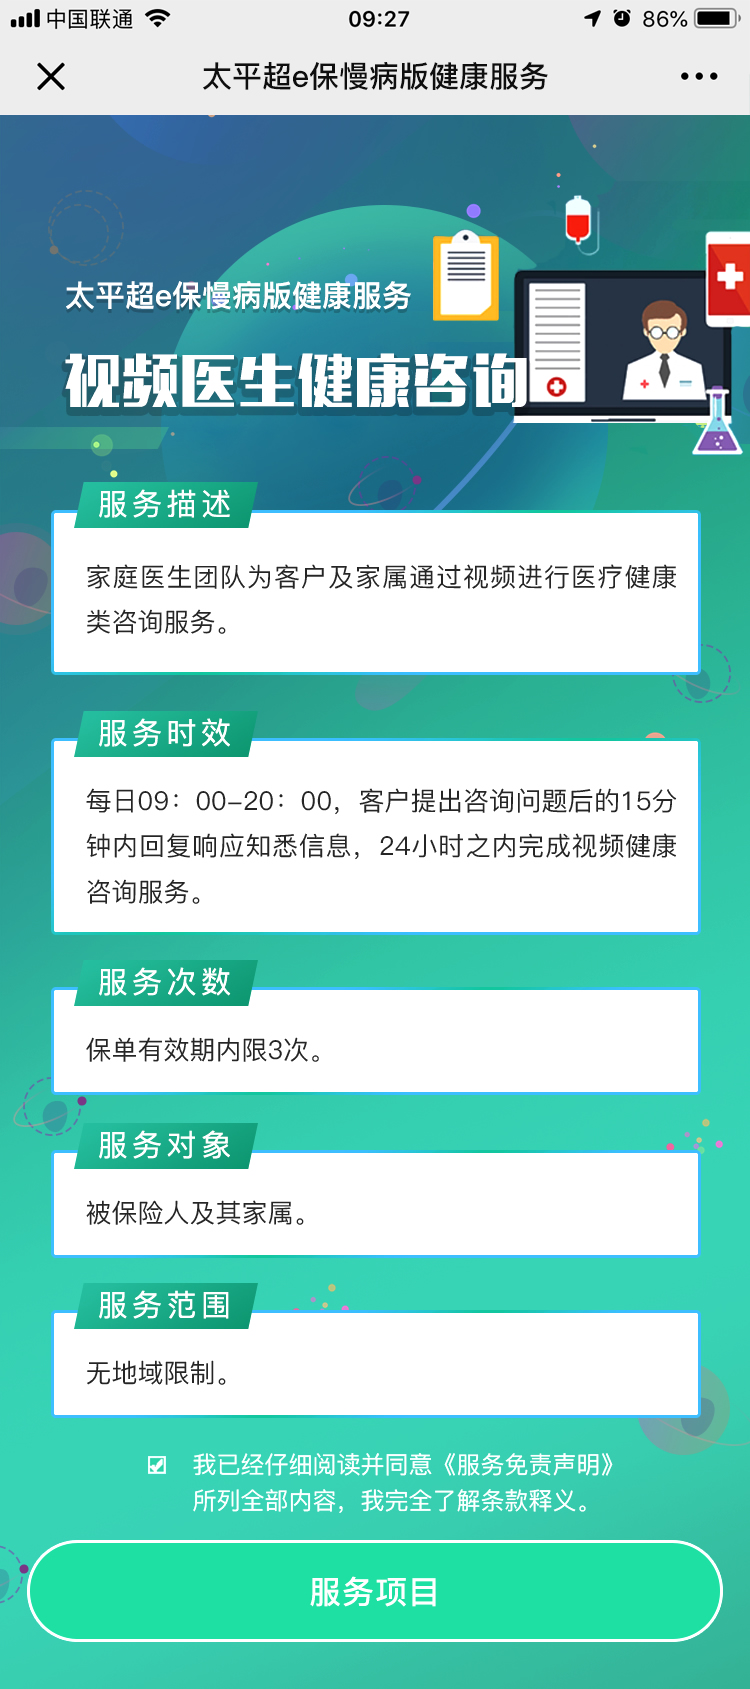 中国联通
09:27
86%
太平超e保慢病版健康服务
太平超e保慢病版健康服务
视频医生健康咨询
服务描述
家庭医生团队为客户及家属通过视频进行医疗健康
类咨询服务。
服务时效
每日09：00-20：00，客户提出咨询问题后的15分
钟内回复响应知悉信息，24小时之内完成视频健康
咨询服务。
服务次数
保单有效期内限3次。
服务对象
被保险人及其家属。
服务范围
无地域限制。
我已经仔细阅读并同意《服务免责声明》
所列全部内容，我完全了解条款释义。
服务项目